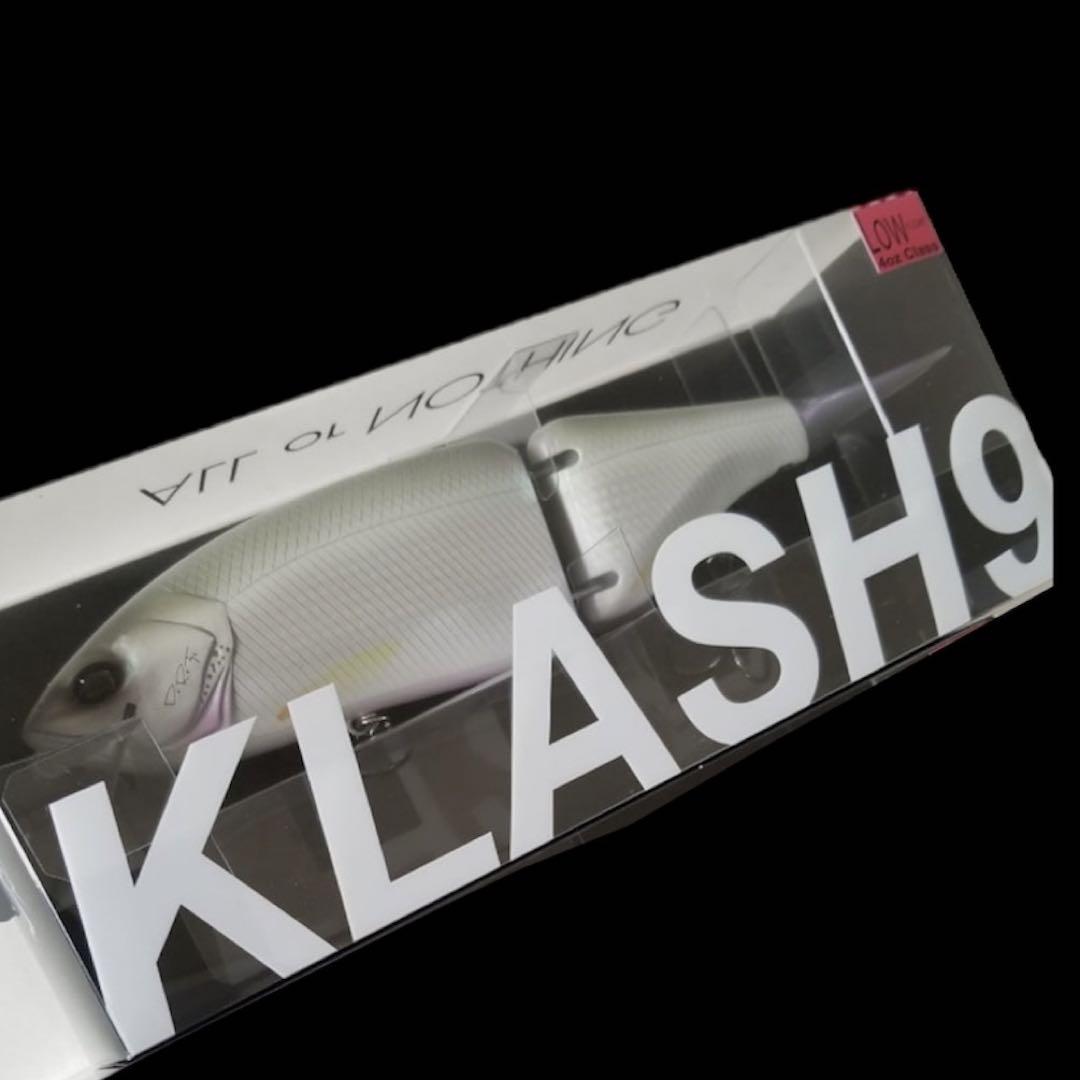 LOW
4oz Class
ALL or NOTHING
D.R.T.
KLASH9